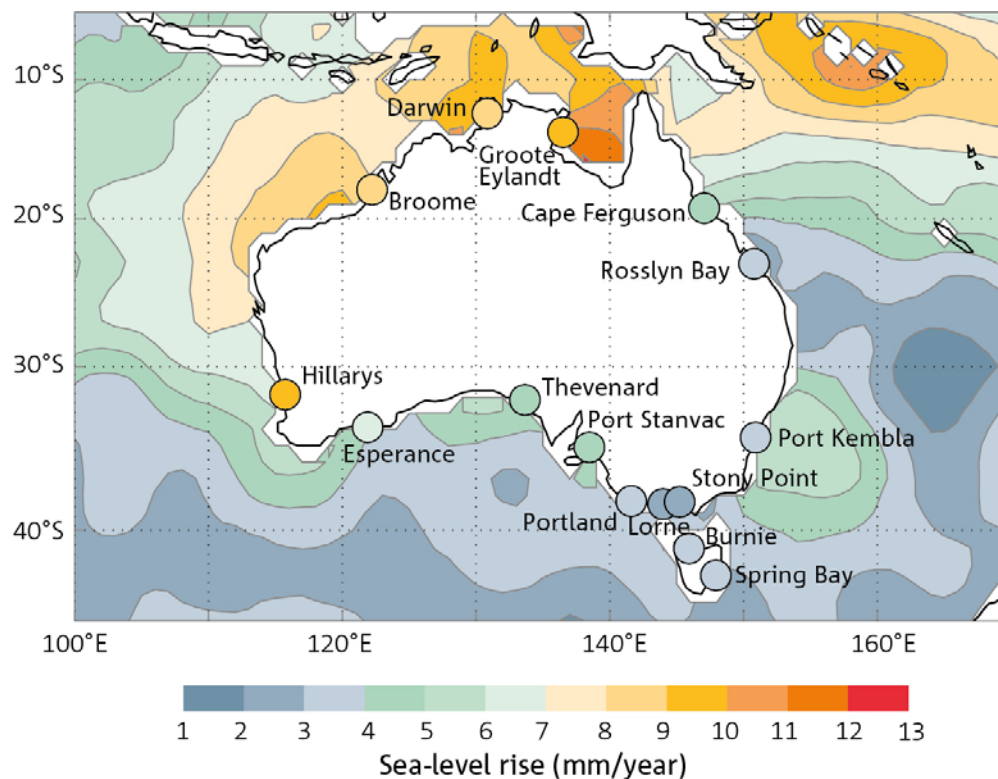 10°S
Darwin
Groote
Eylandt
Broome
20°S
Cape Ferguson
Rosslyn Bay
30°S
Hillarys
Thevenard
Port Stanvac
Esperance
Port Kembla
Stony Point
Portland
Lorne
40°S
Burnie
Spring Bay
100°E 120°E 140°E 160°E
1 2 3 4 5 6 7 8 9 10 11 12 13
Sea-level rise (mm/year)